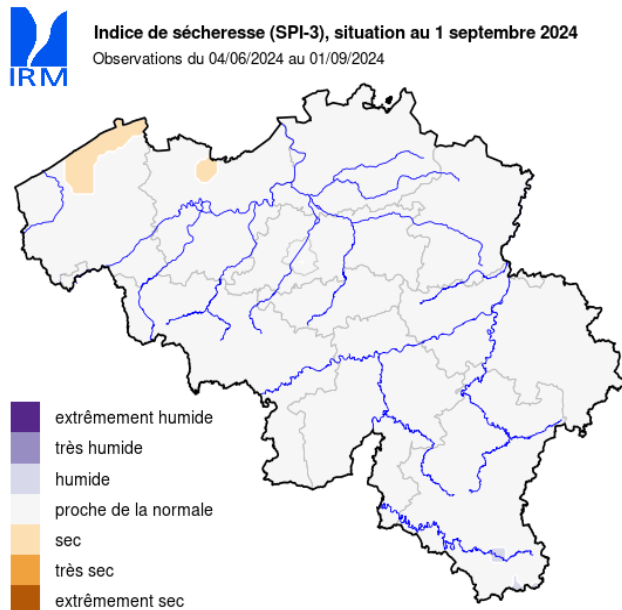 Indice de sécheresse (SPI-3), situation au 1 septembre 2024
Observations du 04/06/2024 au 01/09/2024
IRM
extrêmement humide
très humide
humide
proche de la normale
sec
très sec
extrêmement sec